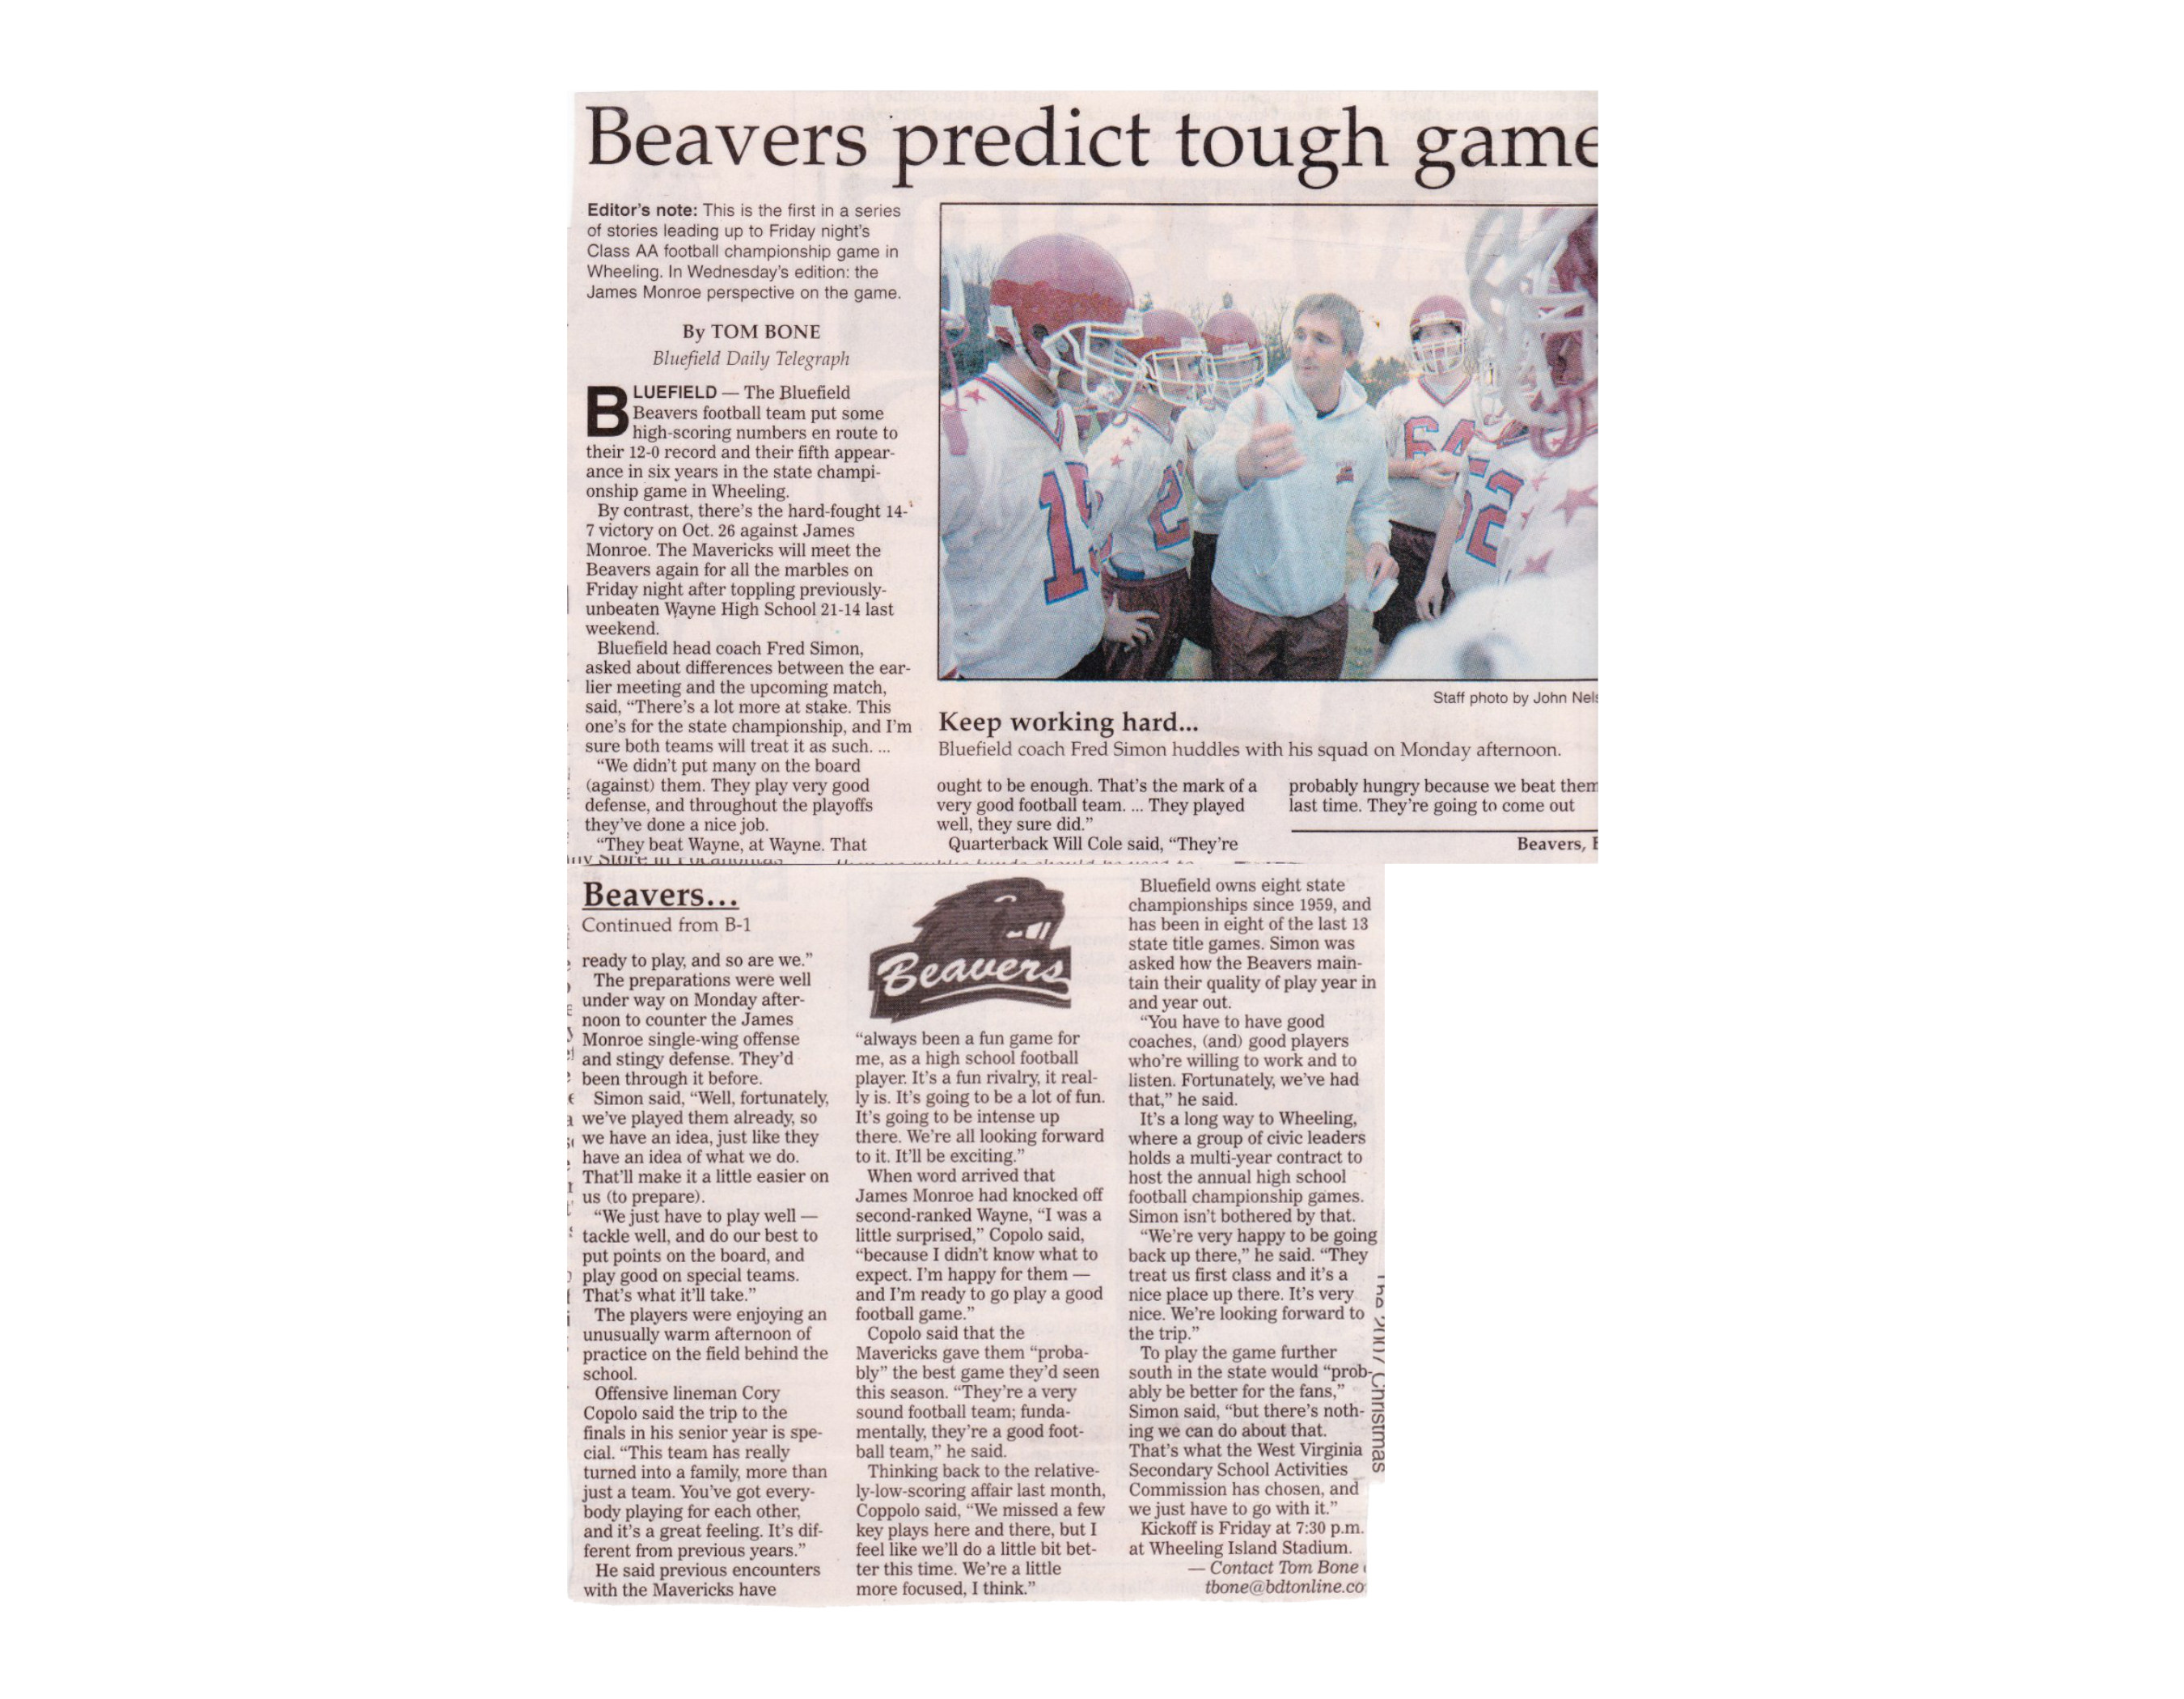 Beavers predict tough game
Editor's note: This is the first in a series
of stories leading up to Friday night's
Class AA football championship game in
Wheeling. In Wednesday's edition: the
James Monroe perspective on the game.
By TOM BONE
Bluefield Daily Telegraph
BLUEFIELD — The Bluefield
Beavers football team put some
high-scoring numbers en route to
their 12-0 record and their fifth appear-
ance in six years in the state champi-
onship game in Wheeling.
By contrast, there's the hard-fought 14-
7 victory on Oct. 26 against James
Monroe. The Mavericks will meet the
Beavers again for all the marbles on
Friday night after toppling previously-
unbeaten Wayne High School 21-14 last
weekend.
Bluefield head coach Fred Simon,
asked about differences between the ear-
lier meeting and the upcoming match,
said, “There's a lot more at stake. This
one's for the state championship, and I'm
sure both teams will treat it as such. ...
“We didn't put many on the board
(against) them. They play very good
defense, and throughout the playoffs
they've done a nice job.
“They beat Wayne, at Wayne. That
15
2
64
52
Staff photo by John Nels
Keep working hard...
Bluefield coach Fred Simon huddles with his squad on Monday afternoon.
ought to be enough. That's the mark of a
very good football team. ... They played
well, they sure did.”
Quarterback Will Cole said, “They're
probably hungry because we beat them
last time. They're going to come out
Beavers,
Beavers...
Continued from B-1
ready to play, and so are we.”
The preparations were well
under way on Monday after-
noon to counter the James
Monroe single-wing offense
and stingy defense. They'd
been through it before.
Simon said, “Well, fortunately,
we've played them already, so
we have an idea, just like they
have an idea of what we do.
That'll make it a little easier on
us (to prepare).
“We just have to play well —
tackle well, and do our best to
put points on the board, and
play good on special teams.
That's what it'll take.”
The players were enjoying an
unusually warm afternoon of
practice on the field behind the
school.
Offensive lineman Cory
Copolo said the trip to the
finals in his senior year is spe-
cial. “This team has really
turned into a family, more than
just a team. You've got every-
body playing for each other,
and it's a great feeling. It's dif-
ferent from previous years.”
He said previous encounters
with the Mavericks have
Beavers
“always been a fun game for
me, as a high school football
player. It's a fun rivalry, it real-
ly is. It's going to be a lot of fun.
It's going to be intense up
there. We're all looking forward
to it. It'll be exciting.”
When word arrived that
James Monroe had knocked off
second-ranked Wayne, “I was a
little surprised,” Copolo said,
“because I didn't know what to
expect. I'm happy for them —
and I'm ready to go play a good
football game.”
Copolo said that the
Mavericks gave them “proba-
bly” the best game they'd seen
this season. “They're a very
sound football team; funda-
mentally, they're a good foot-
ball team,” he said.
Thinking back to the relative-
ly-low-scoring affair last month,
Coppolo said, “We missed a few
key plays here and there, but I
feel like we'll do a little bit bet-
ter this time. We're a little
more focused, I think.”
Bluefield owns eight state
championships since 1959, and
has been in eight of the last 13
state title games. Simon was
asked how the Beavers main-
tain their quality of play year in
and year out.
“You have to have good
coaches, (and) good players
who're willing to work and to
listen. Fortunately, we've had
that,” he said.
It's a long way to Wheeling,
where a group of civic leaders
holds a multi-year contract to
host the annual high school
football championship games.
Simon isn't bothered by that.
“We're very happy to be going
back up there,” he said. “They
treat us first class and it's a
nice place up there. It's very
nice. We're looking forward to
the trip.”
To play the game further
south in the state would “prob-
ably be better for the fans,”
Simon said, “but there's noth-
ing we can do about that.
That's what the West Virginia
Secondary School Activities
Commission has chosen, and
we just have to go with it.”
Kickoff is Friday at 7:30 p.m.
at Wheeling Island Stadium.
— Contact Tom Bone
tbone@bdtonline.co
2007 Christmas